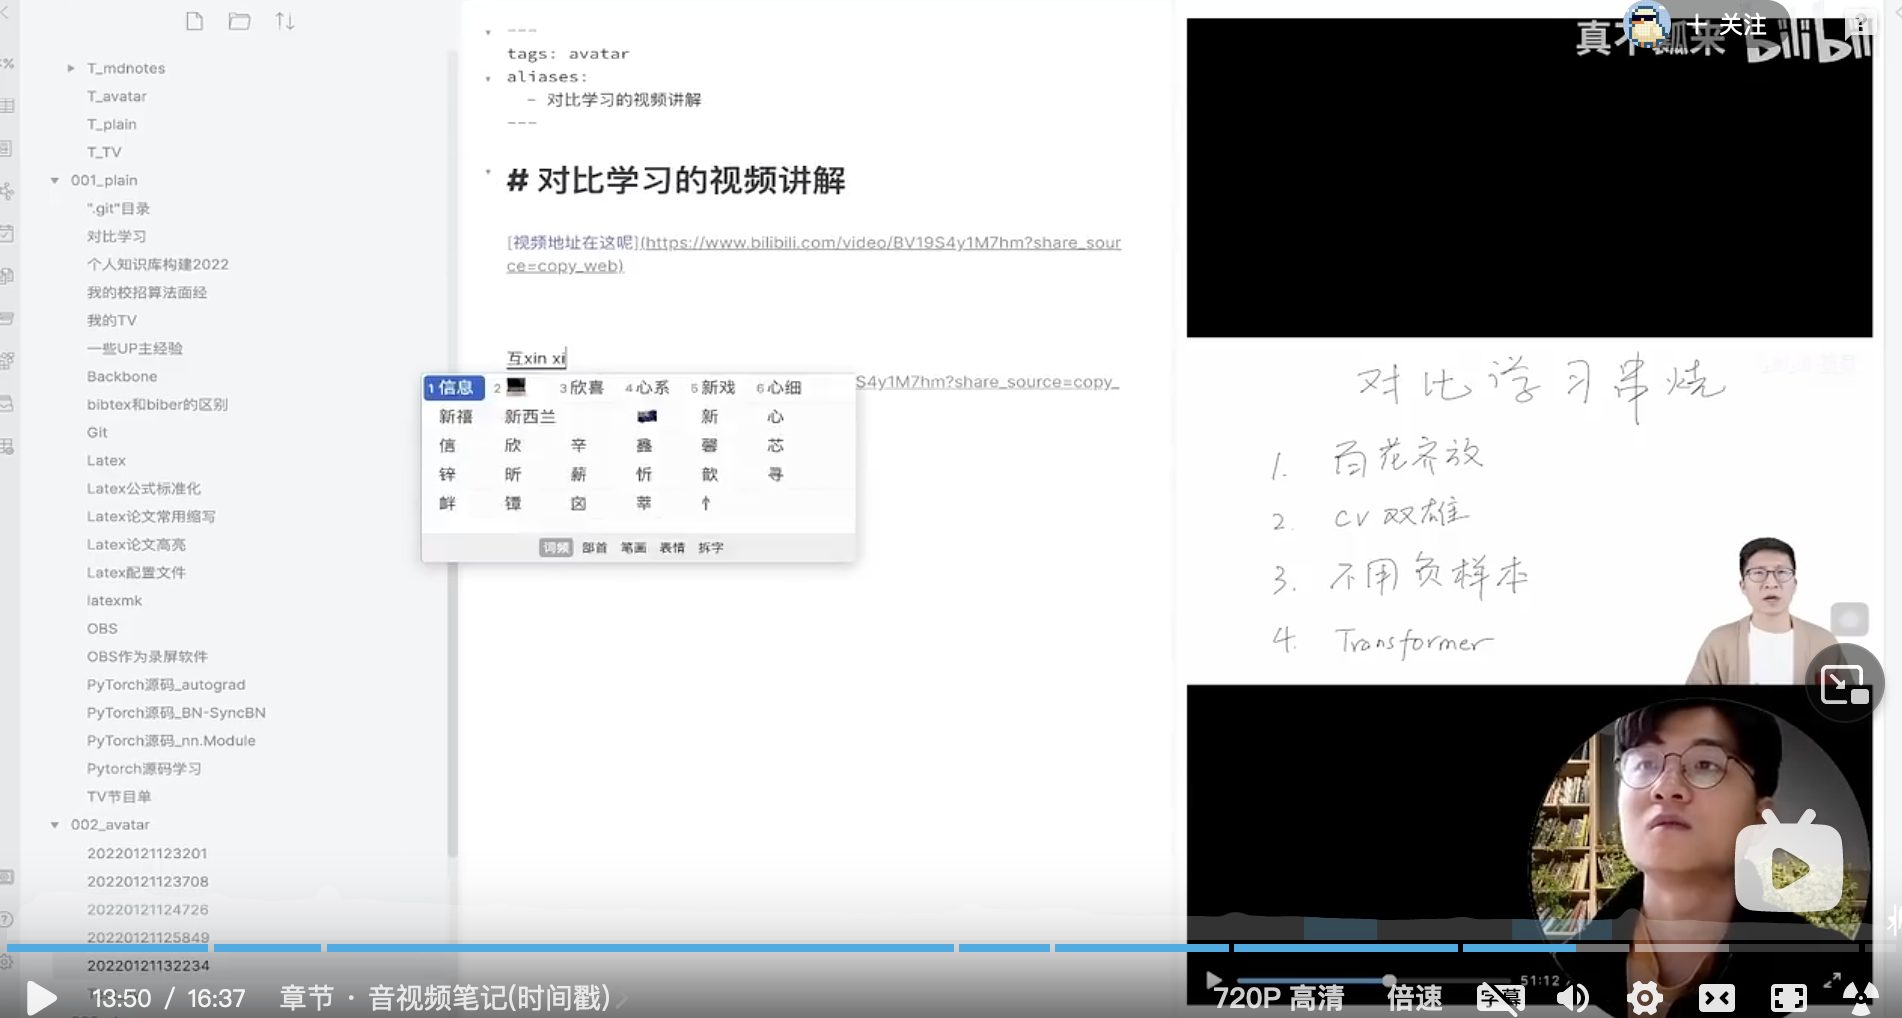 T_mdnotes
T_avatar
T_plain
T_TV
001_plain
".git"目录
对比学习
个人知识库构建2022
我的校招算法面经
我的TV
一些UP主经验
Backbone
bibtex和biber的区别
Git
Latex
Latex公式标准化
Latex论文常用缩写
Latex论文高亮
Latex配置文件
latexmk
OBS
OBS作为录屏软件
PyTorch源码_autograd
PyTorch源码_BN-SyncBN
PyTorch源码_nn.Module
Pytorch源码学习
TV节目单
002_avatar
20220121123201
20220121123708
20220121124726
20220121125849
20220121132234
---
tags: avatar
aliases:
- 对比学习的视频讲解
---
# 对比学习的视频讲解
[视频地址在这呢](https://www.bilibili.com/video/BV19S4y1M7hm?share_sour
ce=copy_web)
互xin xi
S4y1M7hm?share_source=copy_
1 信息 2 3 欣喜 4 心系 5 新戏 6 心细
新禧 新西兰 新 心
信 欣 辛 鑫 馨 芯
锌 昕 薪 忻 歆 寻
衅 镡 囟 莘 忄
词频 部首 笔画 表情 拆字
+ 关注
bilibili
对比学习串烧
1. 百花齐放
2. CV 双雄
3. 不用负样本
4. Transformer
51:12
13:50 / 16:37 章节 · 音视频笔记(时间戳)
720P 高清 倍速 字幕